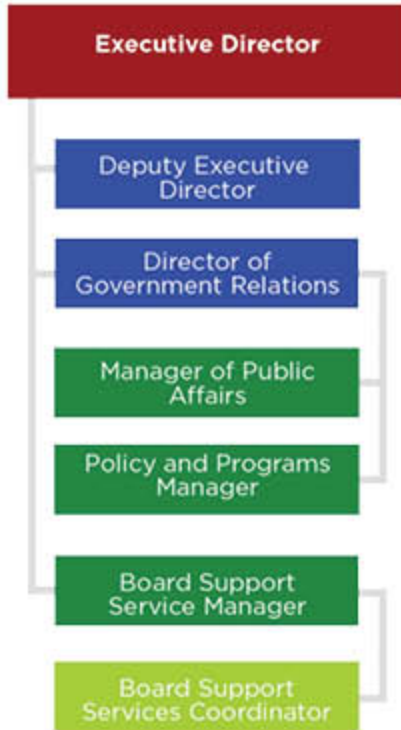 Executive Director
Deputy Executive
Director
Director of
Government Relations
Manager of Public
Affairs
Policy and Programs
Manager
Board Support
Service Manager
Board Support
Services Coordinator